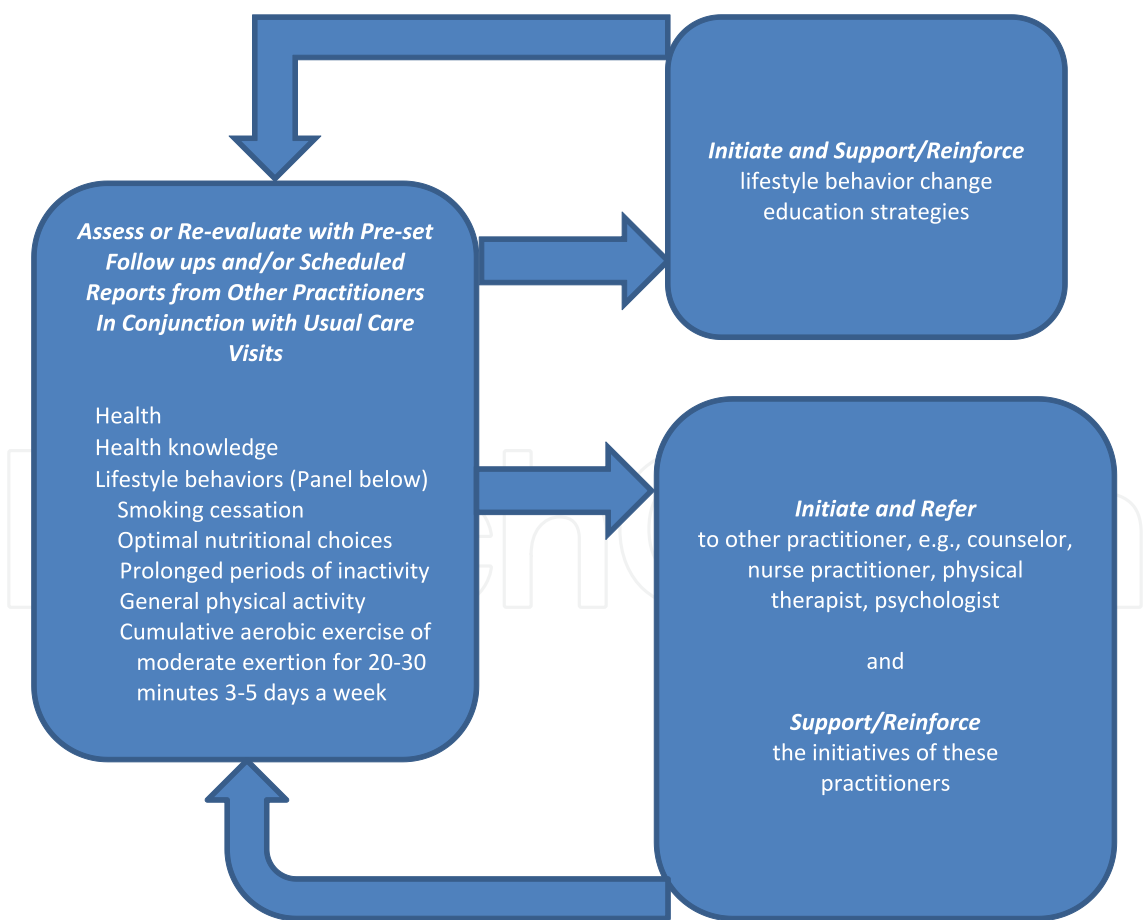 Initiate and Support/Reinforce
lifestyle behavior change
education strategies
Assess or Re-evaluate with Pre-set
Follow ups and/or Scheduled
Reports from Other Practitioners
In Conjunction with Usual Care
Visits
Health
Health knowledge
Lifestyle behaviors (Panel below)
Smoking cessation
Optimal nutritional choices
Prolonged periods of inactivity
General physical activity
Cumulative aerobic exercise of
moderate exertion for 20-30
minutes 3-5 days a week
Initiate and Refer
to other practitioner, e.g., counselor,
nurse practitioner, physical
therapist, psychologist
and
Support/Reinforce
the initiatives of these
practitioners